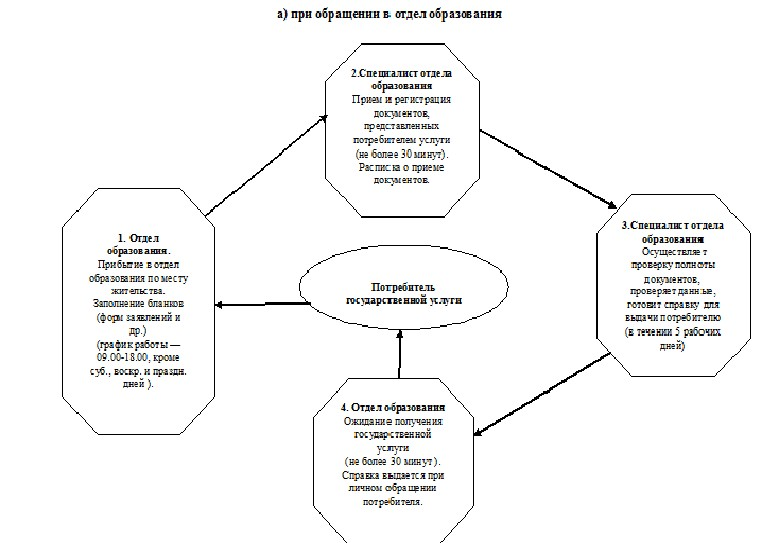 а) при обращении в отдел образования
2.Специалист отдела
образования
Прием и регистрация
документов,
представленных
потребителем услуги
(не более 30 минут).
Расписка о приеме
документов.
1. Отдел
образования.
Прибытие в отдел
образования по месту
жительства.
Заполнение бланков
(форм заявлений и
др.)
(график работы —
09.00-18.00, кроме
суб., воскр. и праздн.
дней ).
Потребитель
государственной услуги
3.Специалист отдела
образования
Осуществляет
проверку полноты
документов,
проверяет данные,
готовит справку для
выдачи потребителю
(в течении 5 рабочих
дней)
4. Отдел образования
Ожидание получения
государственной
услуги
(не более 30 минут).
Справка выдается при
личном обращении
потребителя.